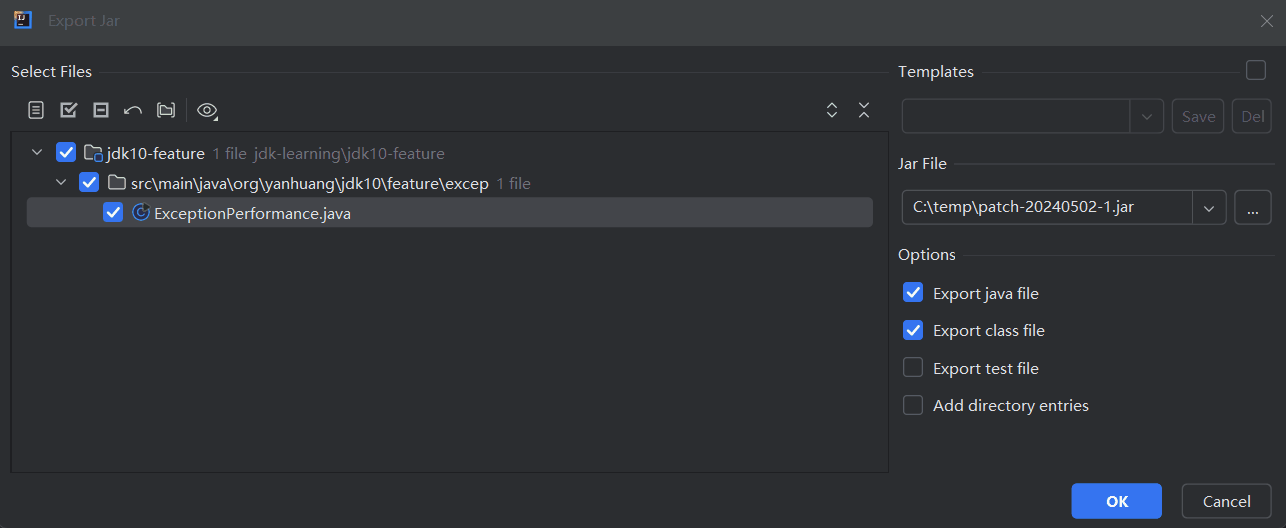 Export Jar
Select Files
jdk10-feature 1 file jdk-learning\jdk10-feature
src\main\java\org\yanhuang\jdk10\feature\excep 1 file
ExceptionPerformance.java
Templates
Save Del
Jar File
C:\temp\patch-20240502-1.jar ...
Options
Export java file
Export class file
Export test file
Add directory entries
OK Cancel